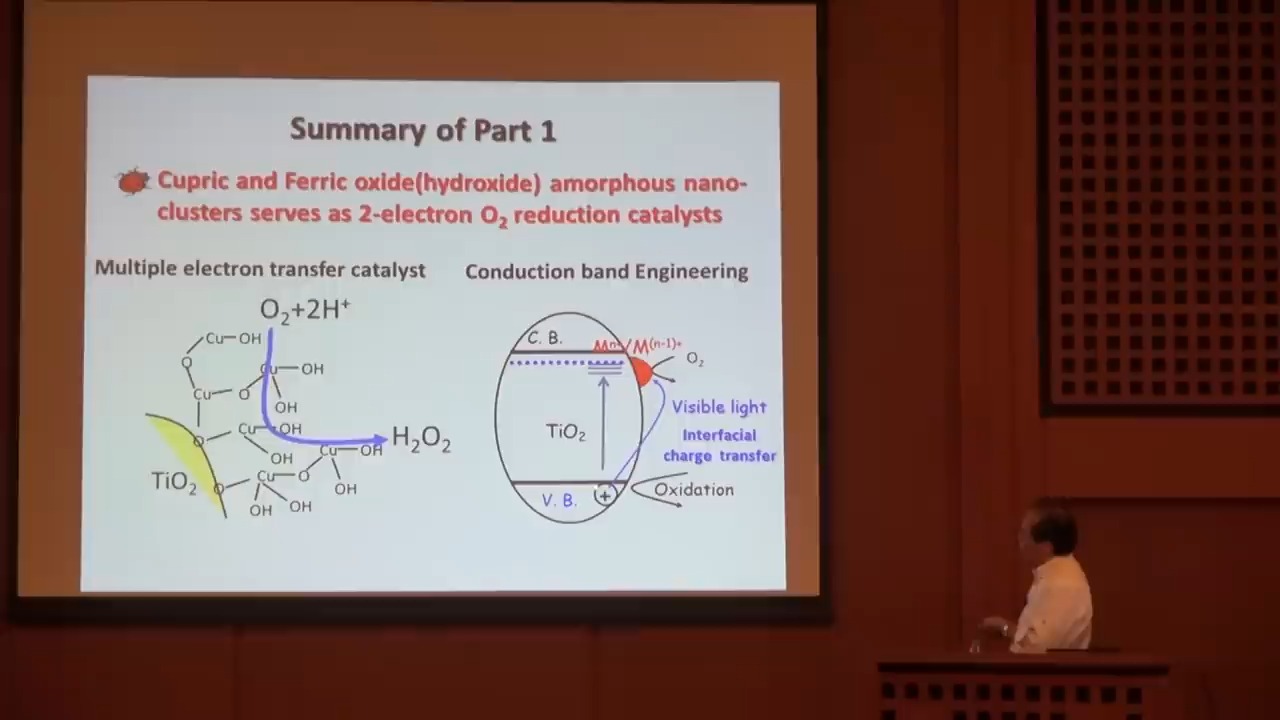 Summary of Part 1
Cupric and Ferric oxide(hydroxide) amorphous nano-
clusters serves as 2-electron O₂ reduction catalysts
Multiple electron transfer catalyst
O₂+2H⁺
Cu—OH
O
Cu—OH
Cu—O
OH
O
Cu—OH
OH
Cu—OH
H₂O₂
TiO₂
O
Cu—O
OH
OH
OH
Conduction band Engineering
C. B.
Mⁿ⁺/M⁽ⁿ⁻¹⁾⁺
O₂
Visible light
TiO₂
Interfacial
charge transfer
V. B.
+
Oxidation